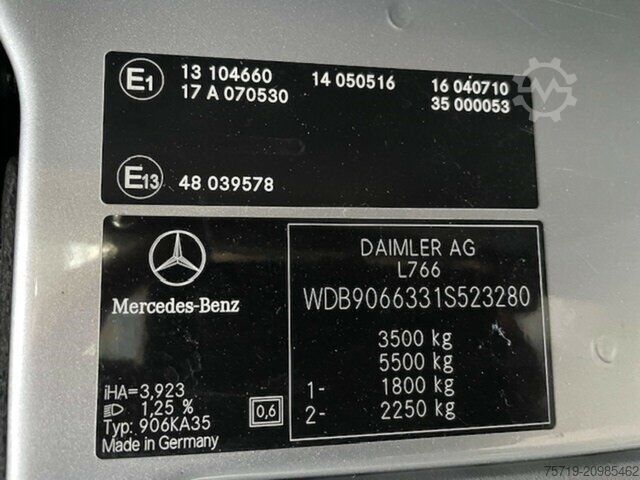 E1 13 104660 14 050516 16 040710
17 A 070530 35 000053
E13 48 039578
Mercedes-Benz
DAIMLER AG
L766
WDB9066331S523280
3500 kg
5500 kg
1- 1800 kg
2- 2250 kg
iHA=3,923
1,25 %
Typ: 906KA35
Made in Germany
0,6
75719-20985462